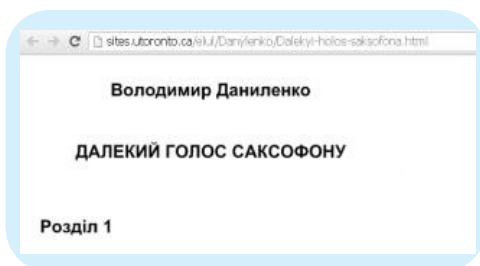 sites.utoronto.ca/elul/Danylenko/Dalekyi-holos-saksofona.html
Володимир Даниленко
ДАЛЕКИЙ ГОЛОС САКСОФОНУ
Розділ 1